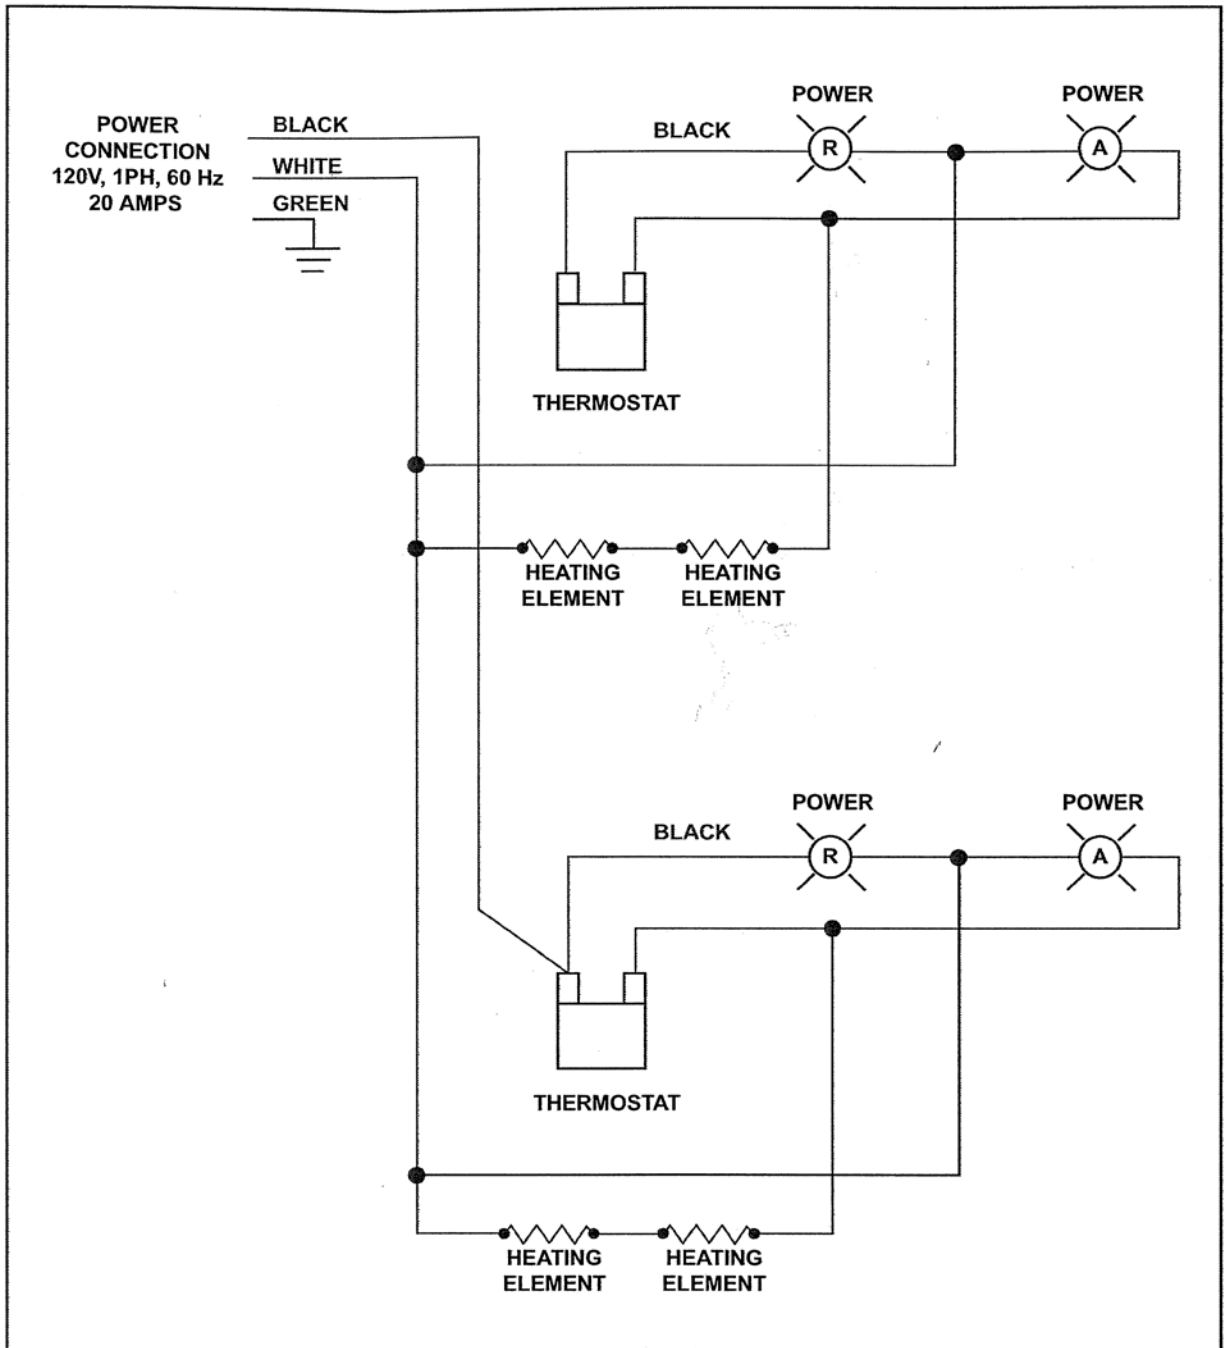 POWER
CONNECTION
120V, 1PH, 60 Hz
20 AMPS
BLACK
WHITE
GREEN
BLACK
POWER
R
POWER
A
THERMOSTAT
HEATING
ELEMENT
HEATING
ELEMENT
BLACK
POWER
R
POWER
A
THERMOSTAT
HEATING
ELEMENT
HEATING
ELEMENT